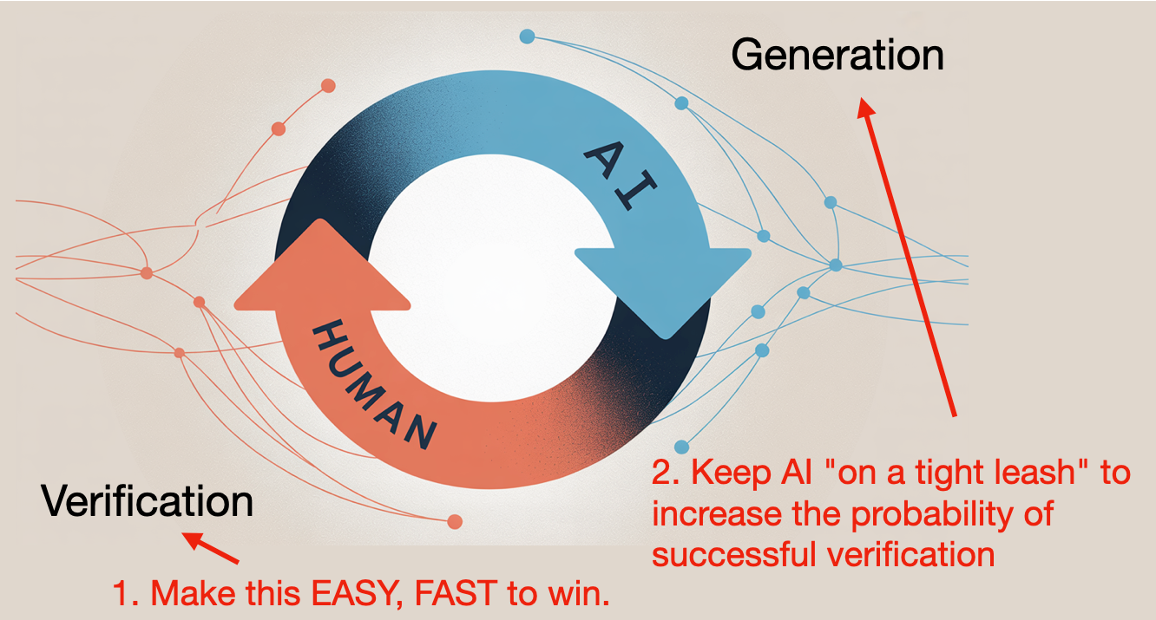 Generation
AI
HUMAN
Verification
2. Keep AI "on a tight leash" to
increase the probability of
successful verification
1. Make this EASY, FAST to win.